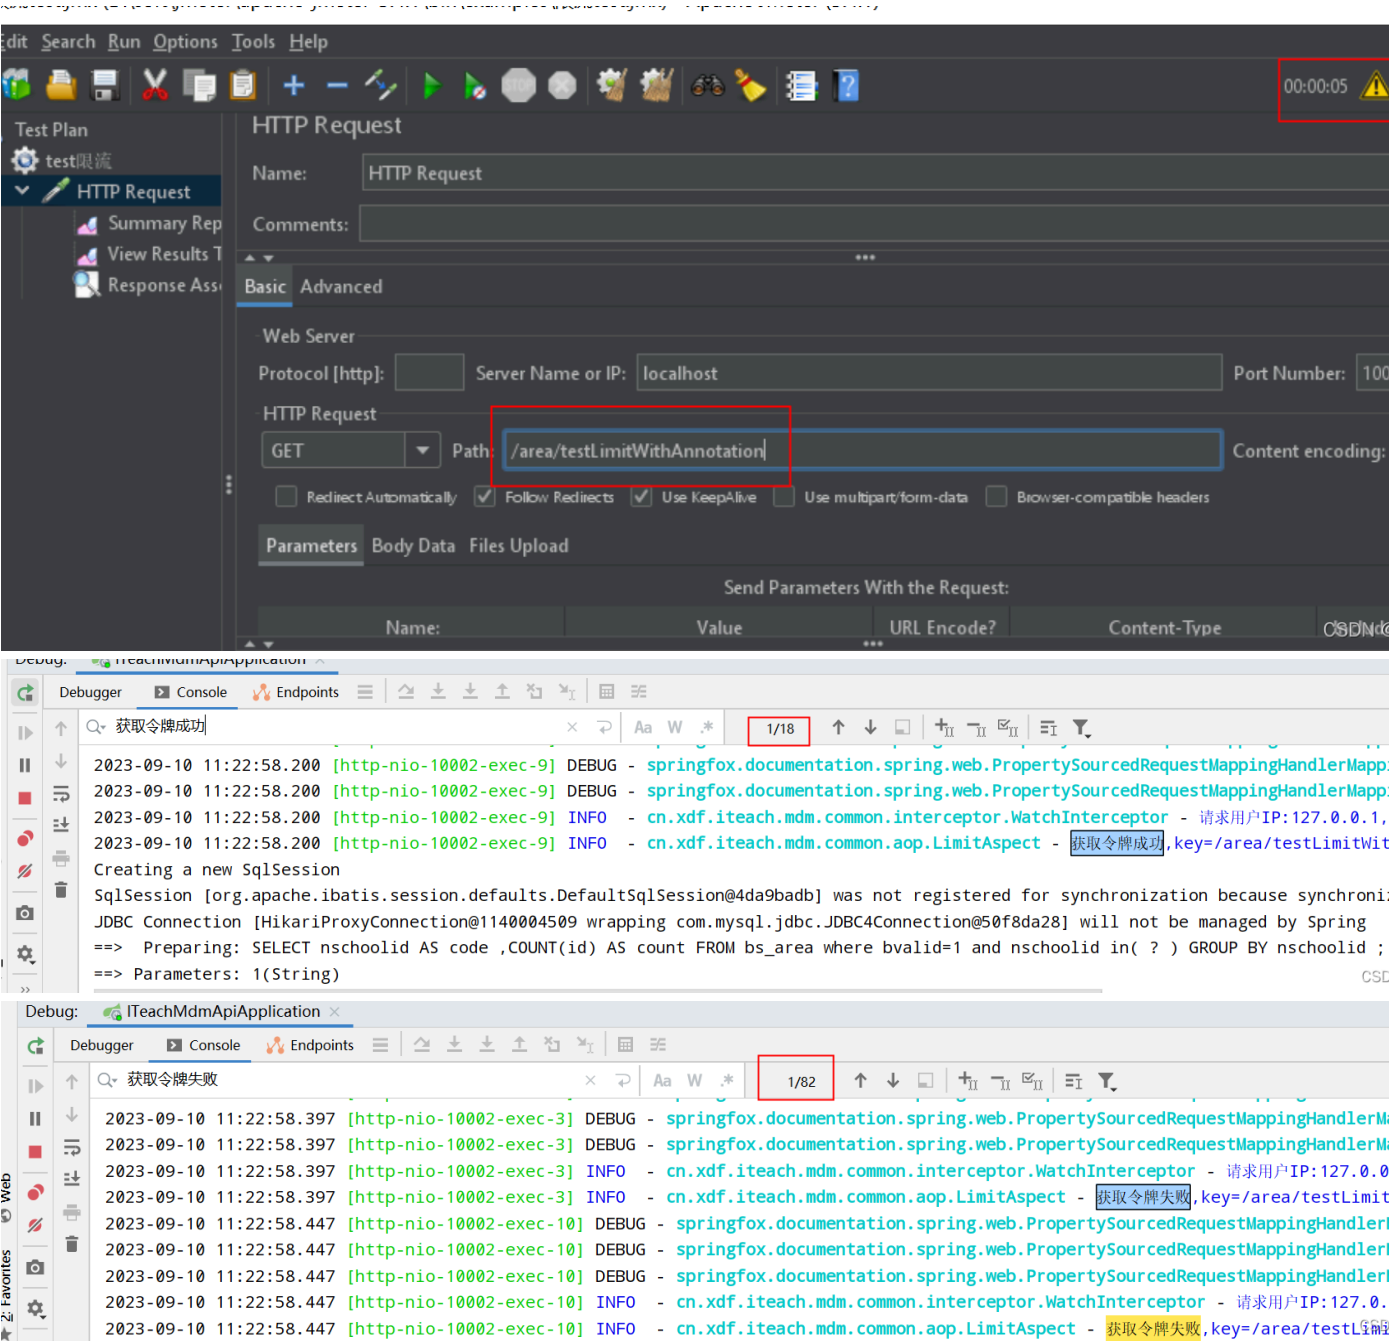 Edit Search Run Options Tools Help
00:00:05
Test Plan
test限流
HTTP Request
Summary Rep
View Results T
Response Ass
HTTP Request
Name: HTTP Request
Comments:
Basic Advanced
Web Server
Protocol [http]: Server Name or IP: localhost Port Number: 100
HTTP Request
GET Path: /area/testLimitWithAnnotation Content encoding:
Redirect Automatically Follow Redirects Use KeepAlive Use multipart/form-data Browser-compatible headers
Parameters Body Data Files Upload
Send Parameters With the Request:
Name: Value URL Encode? Content-Type
CSDN
Debug: ITeachMdmApiApplication
Debugger Console Endpoints
获取令牌成功 Aa W .* 1/18
2023-09-10 11:22:58.200 [http-nio-10002-exec-9] DEBUG - springfox.documentation.spring.web.PropertySourcedRequestMappingHandlerMappi
2023-09-10 11:22:58.200 [http-nio-10002-exec-9] DEBUG - springfox.documentation.spring.web.PropertySourcedRequestMappingHandlerMappi
2023-09-10 11:22:58.200 [http-nio-10002-exec-9] INFO - cn.xdf.iteach.mdm.common.interceptor.WatchInterceptor - 请求用户IP:127.0.0.1,
2023-09-10 11:22:58.200 [http-nio-10002-exec-9] INFO - cn.xdf.iteach.mdm.common.aop.LimitAspect - 获取令牌成功,key=/area/testLimitWit
Creating a new SqlSession
SqlSession [org.apache.ibatis.session.defaults.DefaultSqlSession@4da9badb] was not registered for synchronization because synchroni
JDBC Connection [HikariProxyConnection@1140004509 wrapping com.mysql.jdbc.JDBC4Connection@50f8da28] will not be managed by Spring
==> Preparing: SELECT nschoolid AS code ,COUNT(id) AS count FROM bs_area where bvalid=1 and nschoolid in( ? ) GROUP BY nschoolid ;
==> Parameters: 1(String)
CSD
Debug: ITeachMdmApiApplication
Debugger Console Endpoints
获取令牌失败 Aa W .* 1/82
2023-09-10 11:22:58.397 [http-nio-10002-exec-3] DEBUG - springfox.documentation.spring.web.PropertySourcedRequestMappingHandlerMa
2023-09-10 11:22:58.397 [http-nio-10002-exec-3] DEBUG - springfox.documentation.spring.web.PropertySourcedRequestMappingHandlerMa
2023-09-10 11:22:58.397 [http-nio-10002-exec-3] INFO - cn.xdf.iteach.mdm.common.interceptor.WatchInterceptor - 请求用户IP:127.0.0
2023-09-10 11:22:58.397 [http-nio-10002-exec-3] INFO - cn.xdf.iteach.mdm.common.aop.LimitAspect - 获取令牌失败,key=/area/testLimit
2023-09-10 11:22:58.447 [http-nio-10002-exec-10] DEBUG - springfox.documentation.spring.web.PropertySourcedRequestMappingHandler
2023-09-10 11:22:58.447 [http-nio-10002-exec-10] DEBUG - springfox.documentation.spring.web.PropertySourcedRequestMappingHandler
2023-09-10 11:22:58.447 [http-nio-10002-exec-10] DEBUG - springfox.documentation.spring.web.PropertySourcedRequestMappingHandler
2023-09-10 11:22:58.447 [http-nio-10002-exec-10] INFO - cn.xdf.iteach.mdm.common.interceptor.WatchInterceptor - 请求用户IP:127.0.
2023-09-10 11:22:58.447 [http-nio-10002-exec-10] INFO - cn.xdf.iteach.mdm.common.aop.LimitAspect - 获取令牌失败,key=/area/testLimi
Web
2: Favorites